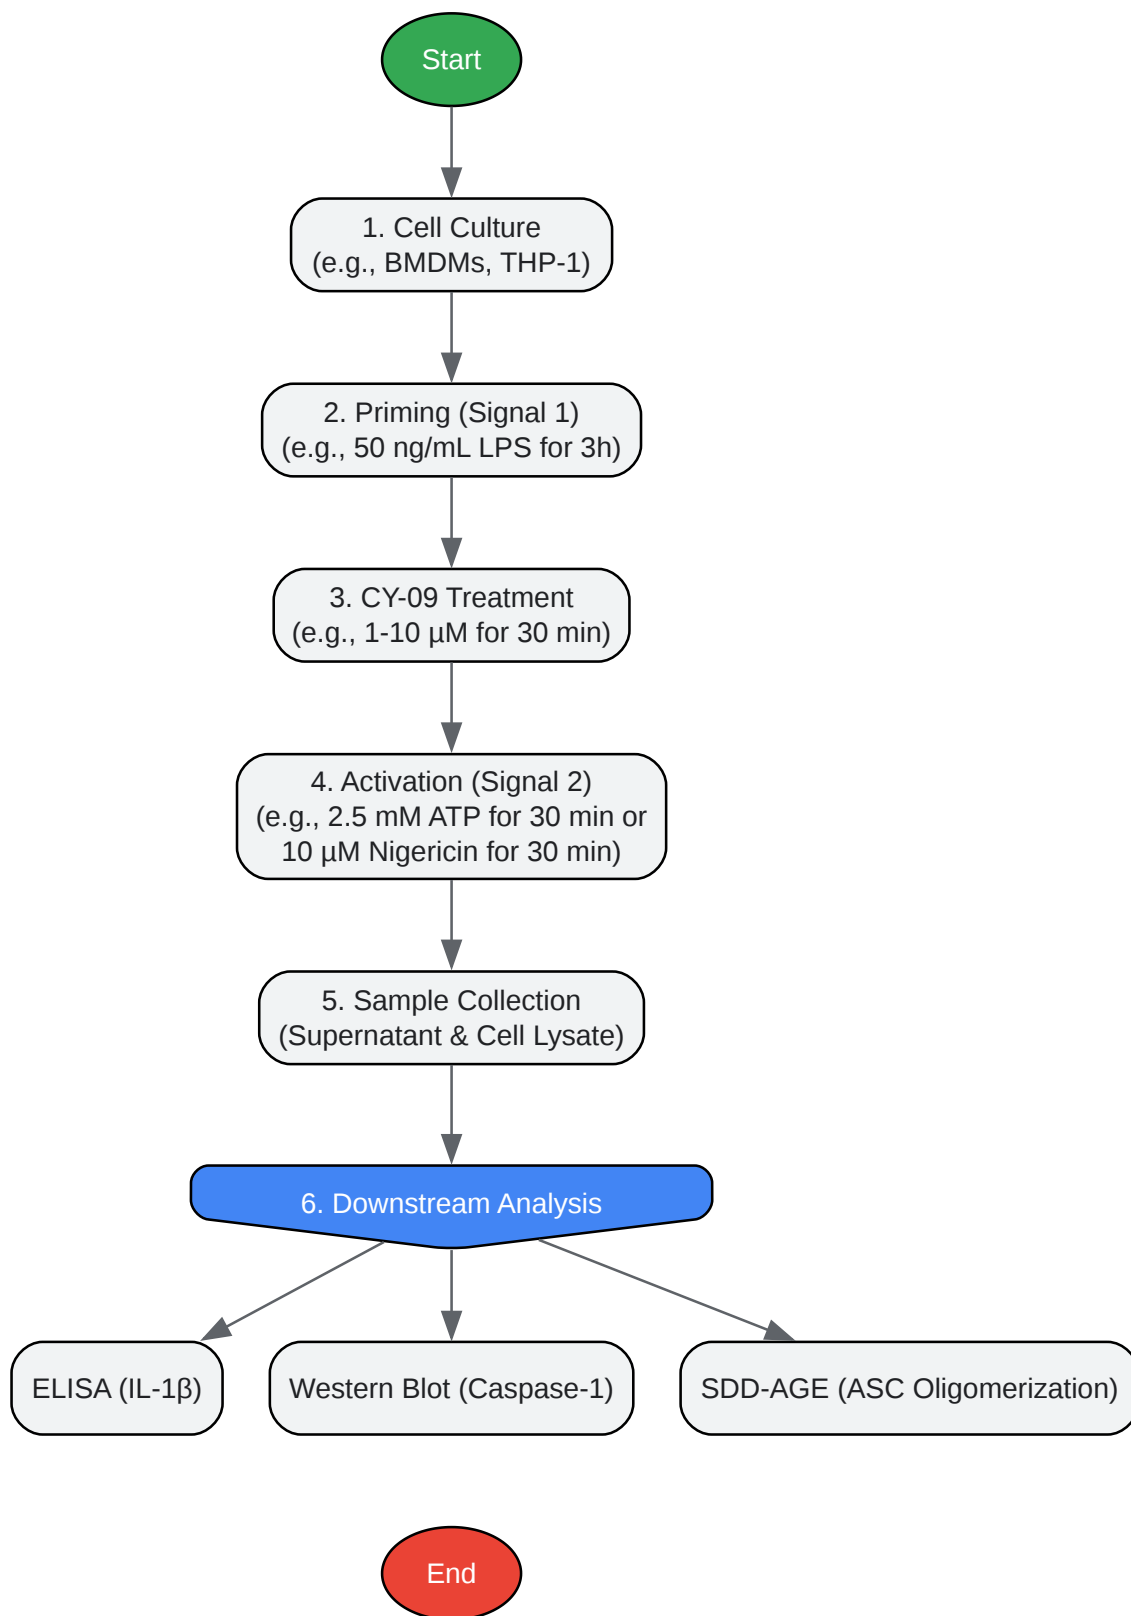 Start
1. Cell Culture
(e.g., BMDMs, THP-1)
2. Priming (Signal 1)
(e.g., 50 ng/mL LPS for 3h)
3. CY-09 Treatment
(e.g., 1-10 µM for 30 min)
4. Activation (Signal 2)
(e.g., 2.5 mM ATP for 30 min or
10 µM Nigericin for 30 min)
5. Sample Collection
(Supernatant & Cell Lysate)
6. Downstream Analysis
ELISA (IL-1β)
Western Blot (Caspase-1)
SDD-AGE (ASC Oligomerization)
End